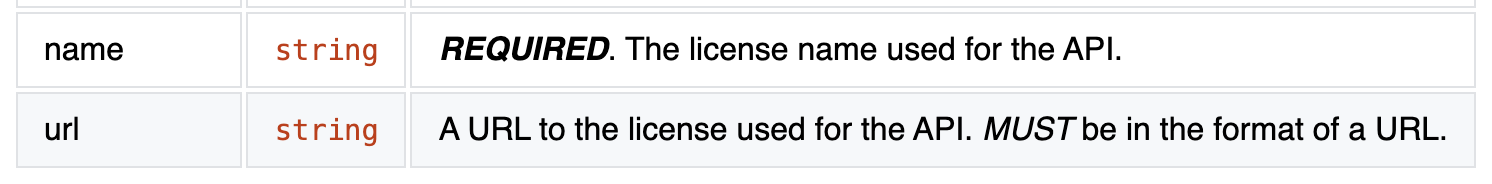 name string REQUIRED. The license name used for the API.
url string A URL to the license used for the API. MUST be in the format of a URL.